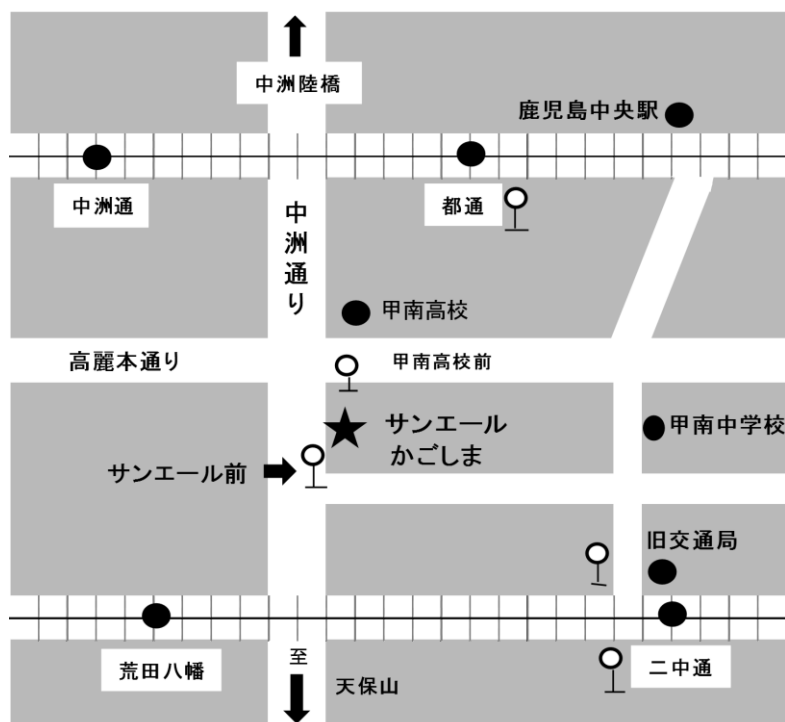 中洲陸橋
鹿児島中央駅
中洲通
都通
中洲通り
甲南高校
高麗本通り
甲南高校前
サンエール
かごしま
甲南中学校
サンエール前
旧交通局
荒田八幡
至
天保山
二中通